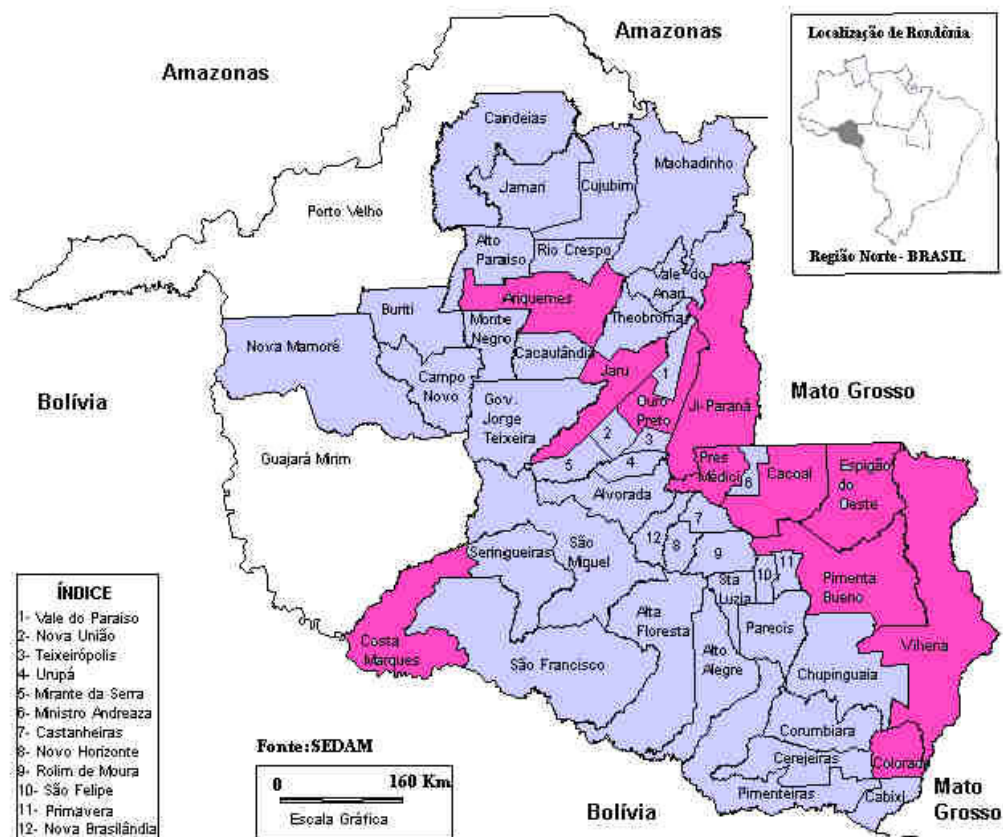 Amazonas
Amazonas
Localização de Rondônia
Região Norte- BRASIL
Candeias
Machadinho
Jamari
Cujubim
Porto Velho
Alto
Paraiso
Rio Crespo
Vale do
Anari
Ariquemes
Buriti
Monte
Negro
Theobroma
Nova Mamoré
Cacaulândia
Jaru
1
Campo
Novo
Ouro
Preto
Ji-Paraná
Mato Grosso
Bolívia
Gov.
Jorge
Teixeira
2
3
Guajará Mirim
5
4
Pres
Médici
6
Cacoal
Espigão
do
Oeste
Alvorada
7
Seringueiras
São
Miguel
12
8
9
11
10
Sta
Luzia
Pimenta
Bueno
Alta
Floresta
Parecis
Costa
Marques
São Francisco
Alto
Alegre
Vilhena
Chupinguaia
Corumbiara
Cerejeiras
Colorad
Pimenteiras
Cabixi
Mato
Grosso
Bolívia
ÍNDICE
1- Vale do Paraiso
2- Nova União
3- Teixeirópolis
4- Urupá
5- Mirante da Serra
6- Ministro Andreaza
7- Castanheiras
8- Novo Horizonte
9- Rolim de Moura
10- São Felipe
11- Primavera
12- Nova Brasilândia
Fonte:SEDAM
0 160 Km
Escala Gráfica